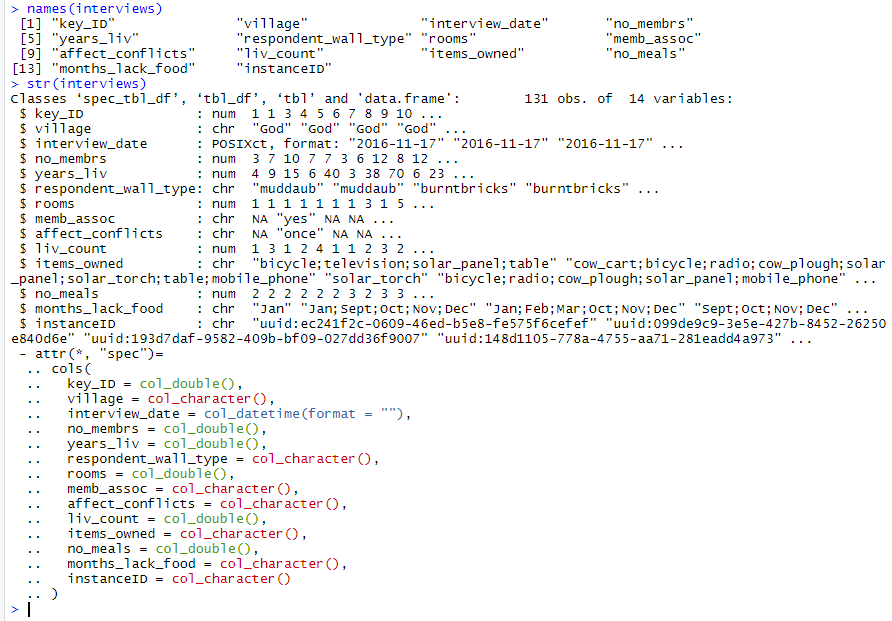 > names(interviews)
 [1] "key_ID"               "village"              "interview_date"       "no_membrs"
 [5] "years_liv"            "respondent_wall_type" "rooms"                "memb_assoc"
 [9] "affect_conflicts"     "liv_count"            "items_owned"          "no_meals"
[13] "months_lack_food"     "instanceID"
> str(interviews)
Classes ‘spec_tbl_df’, ‘tbl_df’, ‘tbl’ and 'data.frame':        131 obs. of  14 variables:
 $ key_ID              : num  1 1 3 4 5 6 7 8 9 10 ...
 $ village             : chr  "God" "God" "God" "God" ...
 $ interview_date      : POSIXct, format: "2016-11-17" "2016-11-17" "2016-11-17" ...
 $ no_membrs           : num  3 7 10 7 7 3 6 12 8 12 ...
 $ years_liv           : num  4 9 15 6 40 3 38 70 6 23 ...
 $ respondent_wall_type: chr  "muddaub" "muddaub" "burntbricks" "burntbricks" ...
 $ rooms               : num  1 1 1 1 1 1 1 3 1 5 ...
 $ memb_assoc          : chr  NA "yes" NA NA ...
 $ affect_conflicts    : chr  NA "once" NA NA ...
 $ liv_count           : num  1 3 1 2 4 1 1 2 3 2 ...
 $ items_owned         : chr  "bicycle;television;solar_panel;table" "cow_cart;bicycle;radio;cow_plough;solar
_panel;solar_torch;table;mobile_phone" "solar_torch" "bicycle;radio;cow_plough;solar_panel;mobile_phone" ...
 $ no_meals            : num  2 2 2 2 2 2 3 2 3 3 ...
 $ months_lack_food    : chr  "Jan" "Jan;Sept;Oct;Nov;Dec" "Jan;Feb;Mar;Oct;Nov;Dec" "Sept;Oct;Nov;Dec" ...
 $ instanceID          : chr  "uuid:ec241f2c-0609-46ed-b5e8-fe575f6cefef" "uuid:099de9c9-3e5e-427b-8452-26250
e840d6e" "uuid:193d7daf-9582-409b-bf09-027dd36f9007" "uuid:148d1105-778a-4755-aa71-281eadd4a973" ...
 - attr(*, "spec")=
  .. cols(
  ..   key_ID = col_double(),
  ..   village = col_character(),
  ..   interview_date = col_datetime(format = ""),
  ..   no_membrs = col_double(),
  ..   years_liv = col_double(),
  ..   respondent_wall_type = col_character(),
  ..   rooms = col_double(),
  ..   memb_assoc = col_character(),
  ..   affect_conflicts = col_character(),
  ..   liv_count = col_double(),
  ..   items_owned = col_character(),
  ..   no_meals = col_double(),
  ..   months_lack_food = col_character(),
  ..   instanceID = col_character()
  .. )
>